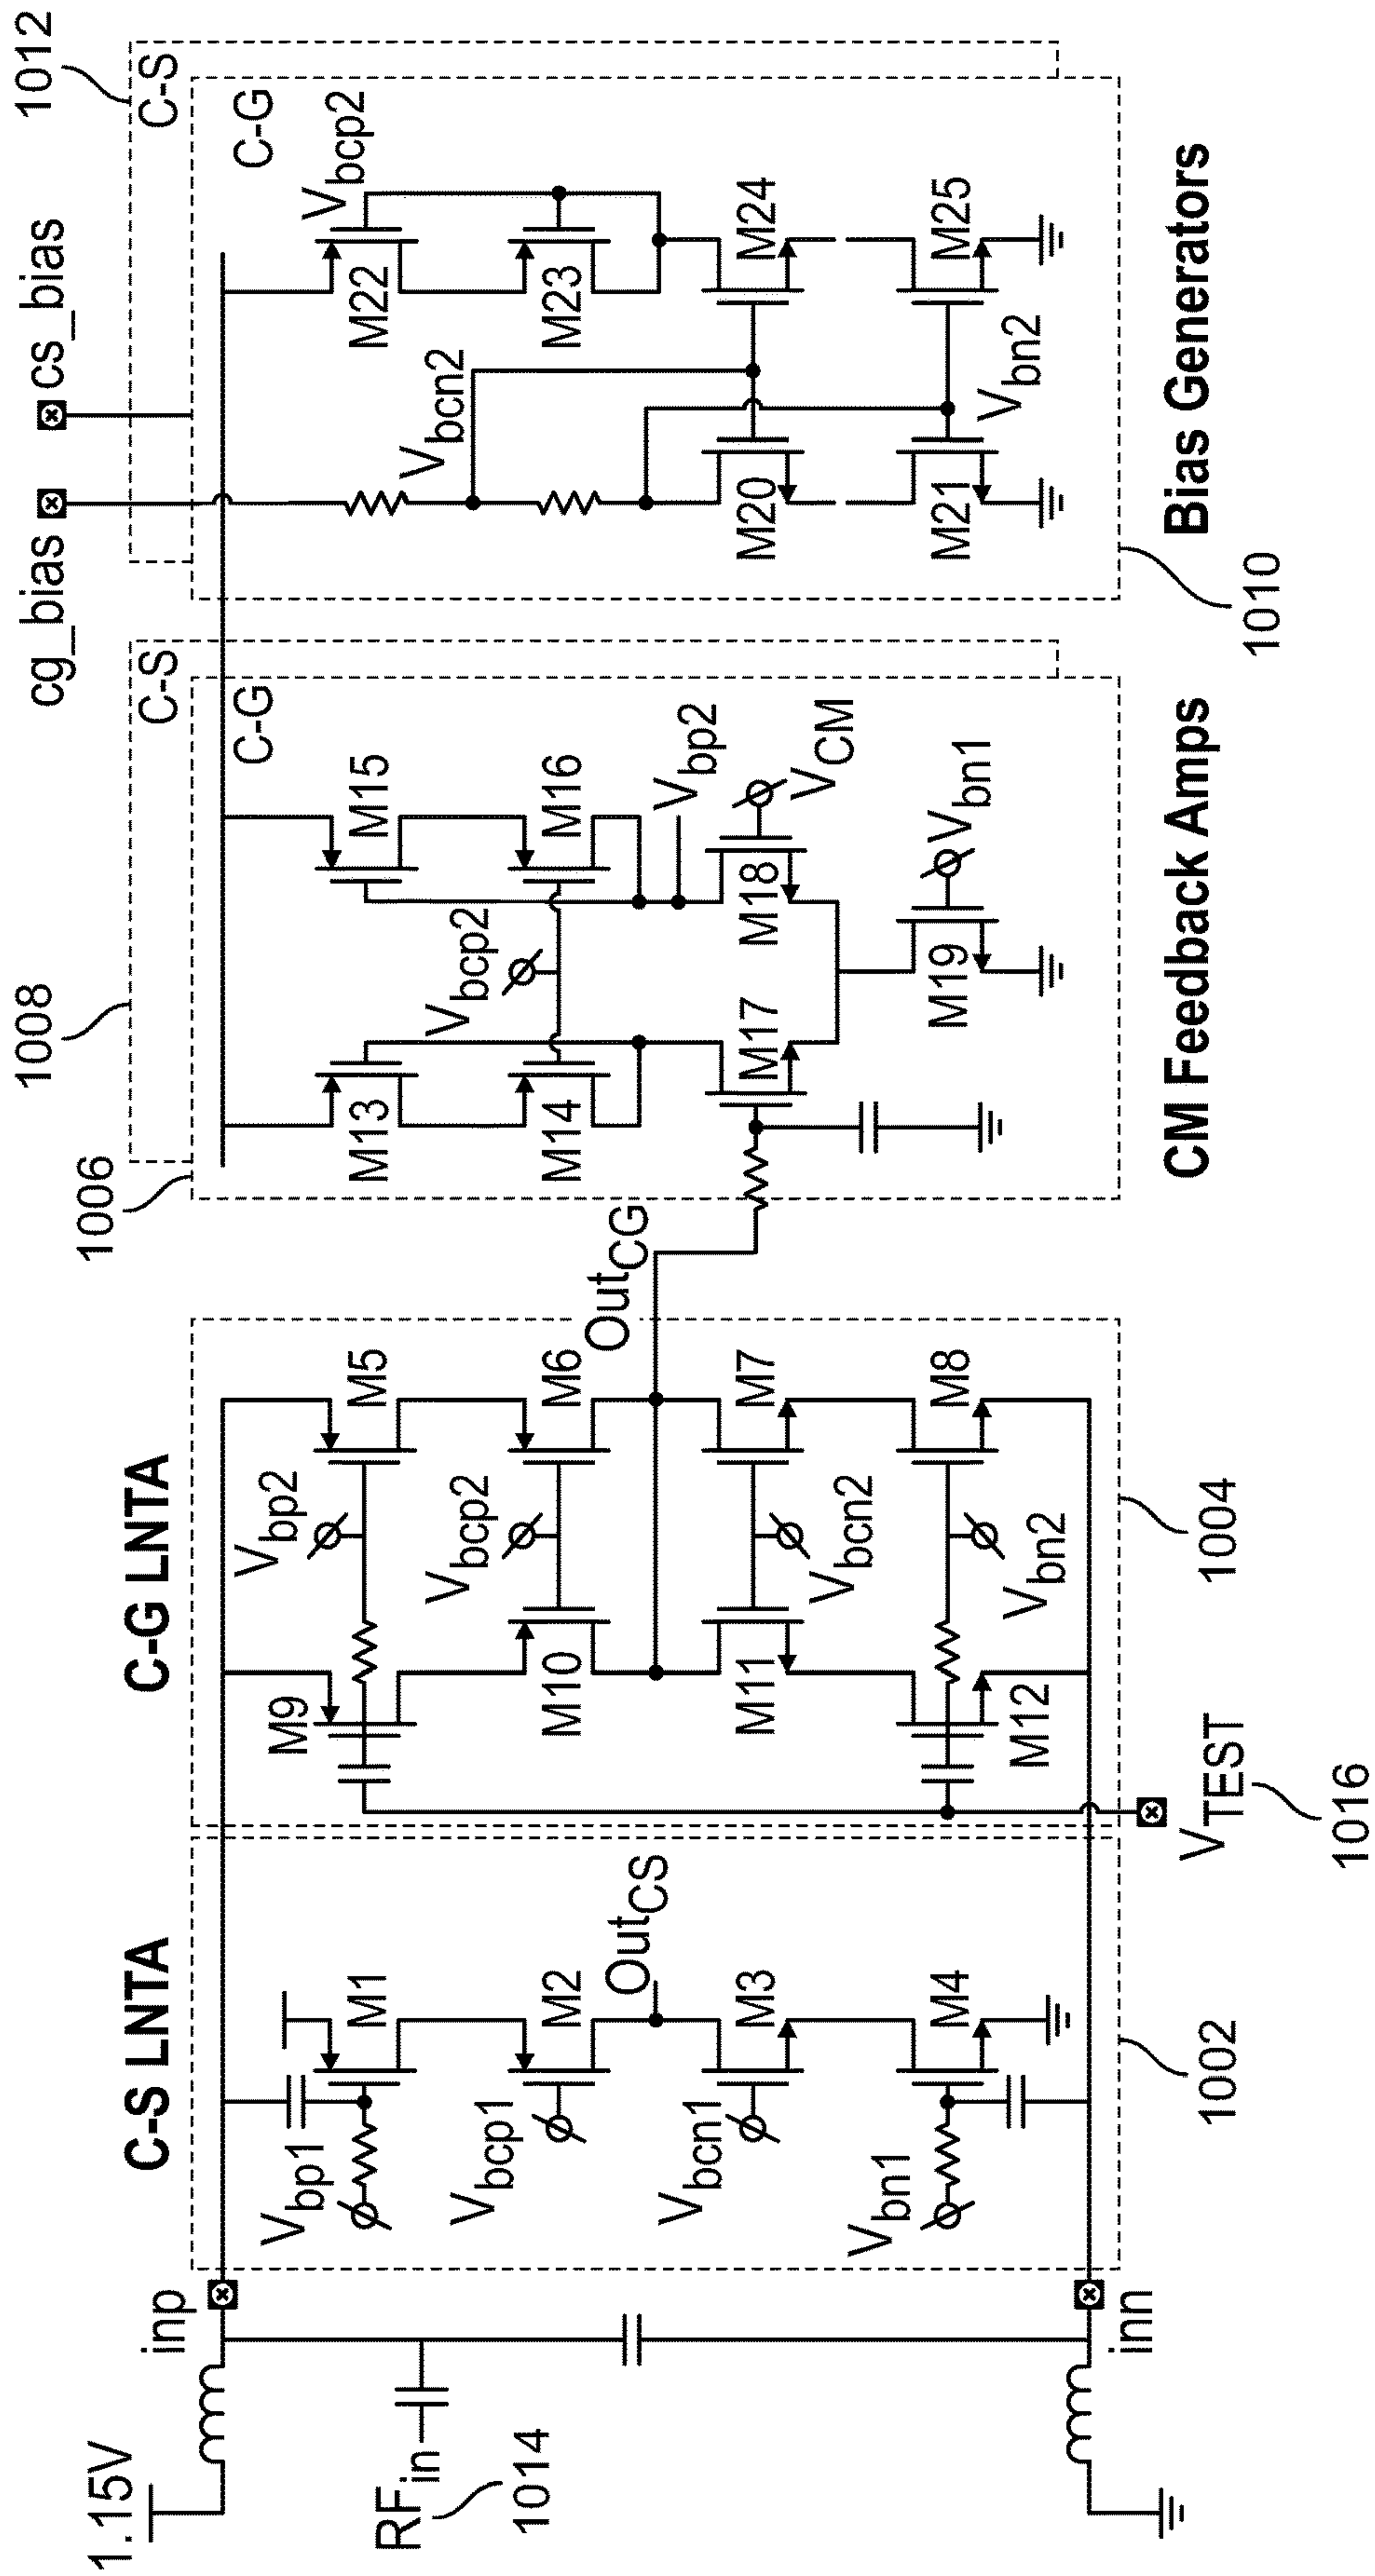 1.15V
RFin
1014
inp
inn
C-S LNTA
Vbp1
M1
Vbcp1
M2
OutCS
Vbcn1
M3
Vbn1
M4
1002
C-G LNTA
M9
Vbp2
M5
M10
Vbcp2
M6
OutCG
M11
Vbcn2
M7
M12
Vbn2
M8
1004
VTEST
1016
1006
1008
C-S
C-G
M13
M15
Vbcp2
M14
M16
Vbp2
M17
M18
VCM
M19
Vbn1
CM Feedback Amps
cg_bias
cs_bias
1012
C-S
C-G
Vbcn2
Vbcp2
M22
M23
M20
M24
M21
Vbn2
M25
1010
Bias Generators